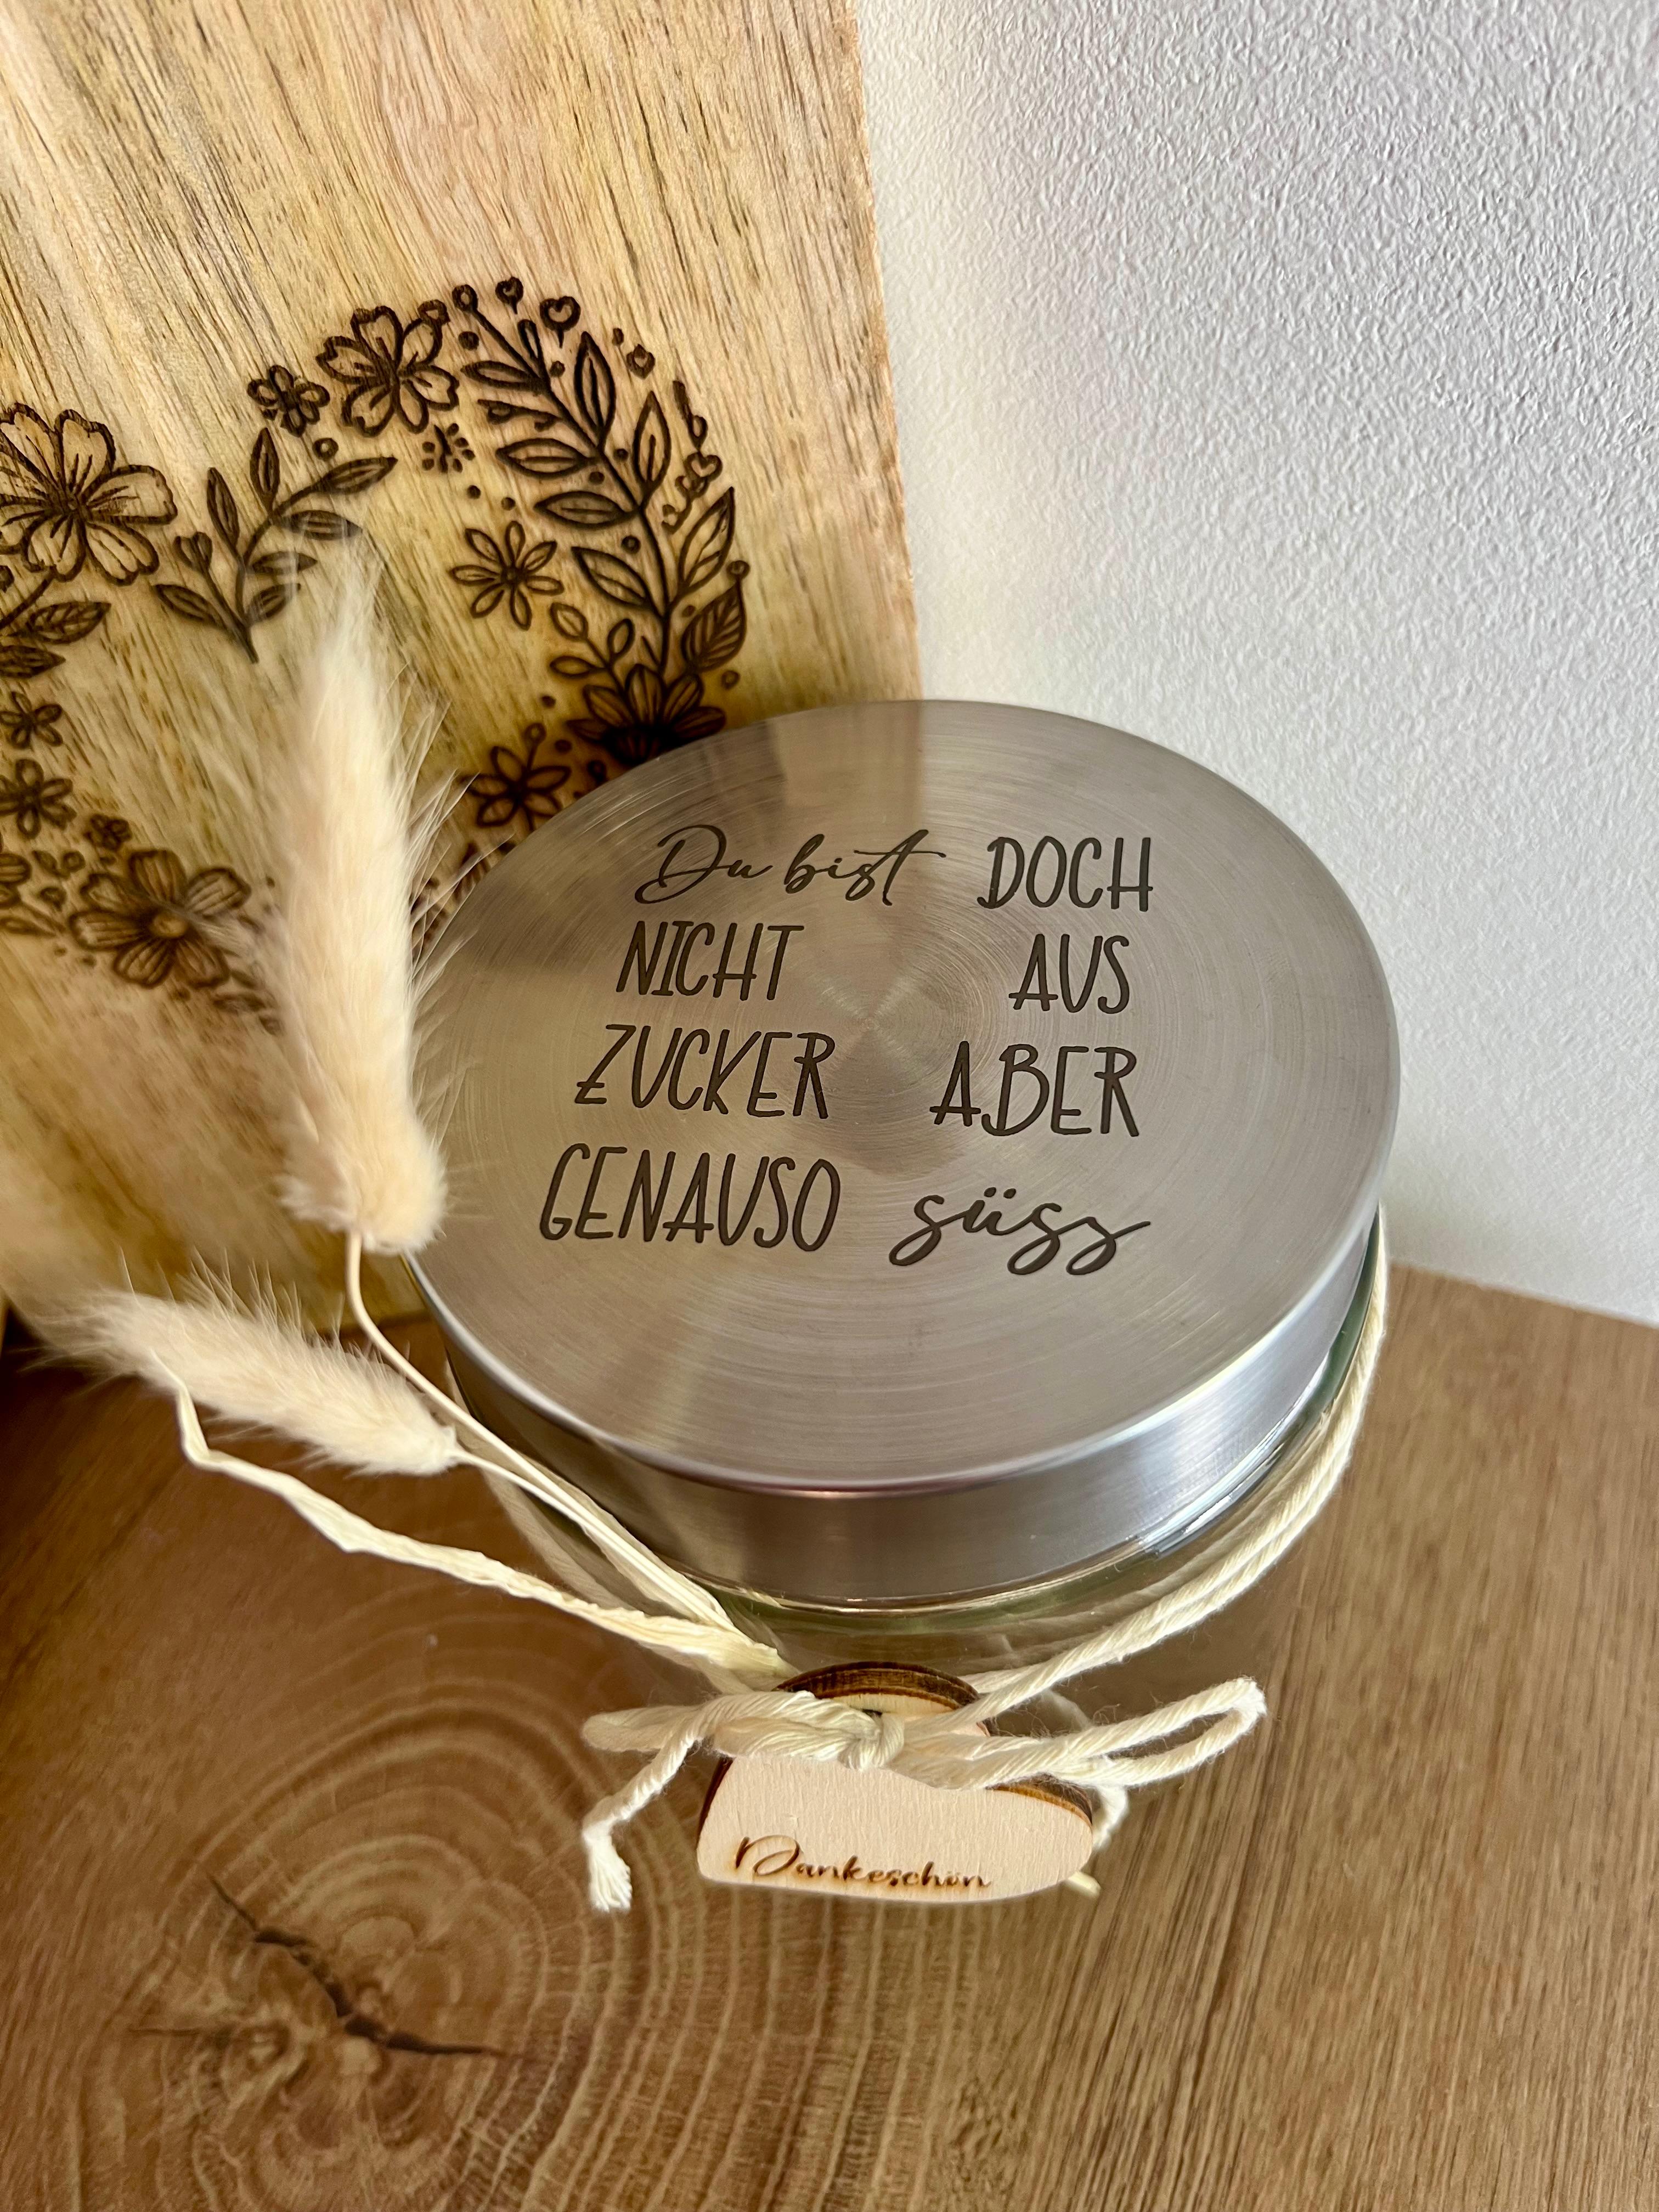 Du bist DOCH
NICHT AUS
ZUCKER ABER
GENAUSO süss
Dankeschön